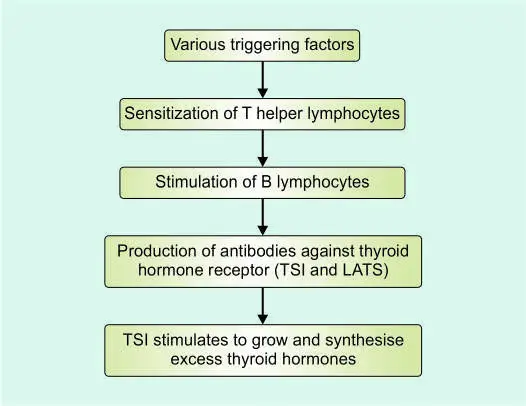 Various triggering factors
Sensitization of T helper lymphocytes
Stimulation of B lymphocytes
Production of antibodies against thyroid
hormone receptor (TSI and LATS)
TSI stimulates to grow and synthesise
excess thyroid hormones